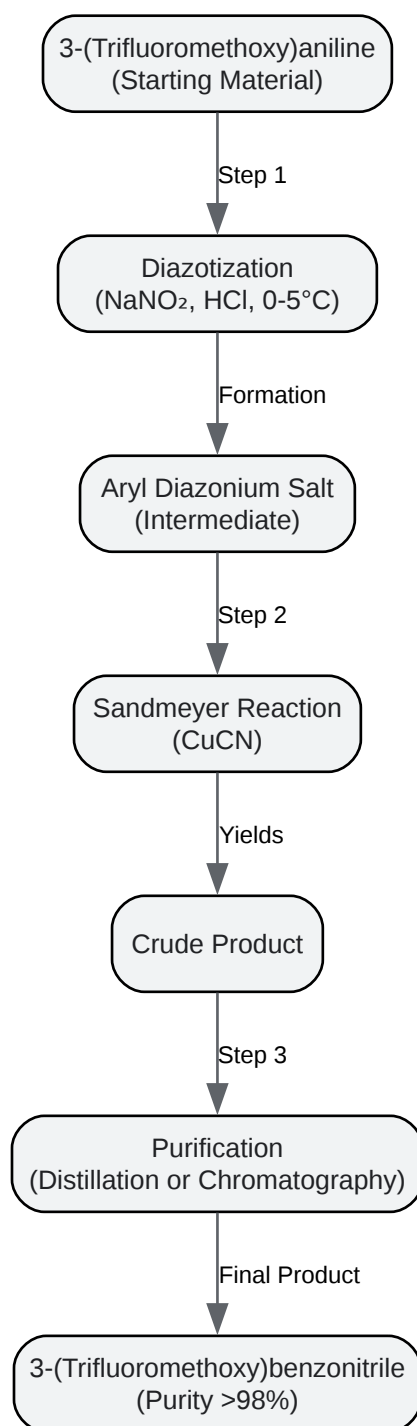 3-(Trifluoromethoxy)aniline
(Starting Material)
Step 1
Diazotization
(NaNO₂, HCl, 0-5°C)
Formation
Aryl Diazonium Salt
(Intermediate)
Step 2
Sandmeyer Reaction
(CuCN)
Yields
Crude Product
Step 3
Purification
(Distillation or Chromatography)
Final Product
3-(Trifluoromethoxy)benzonitrile
(Purity >98%)